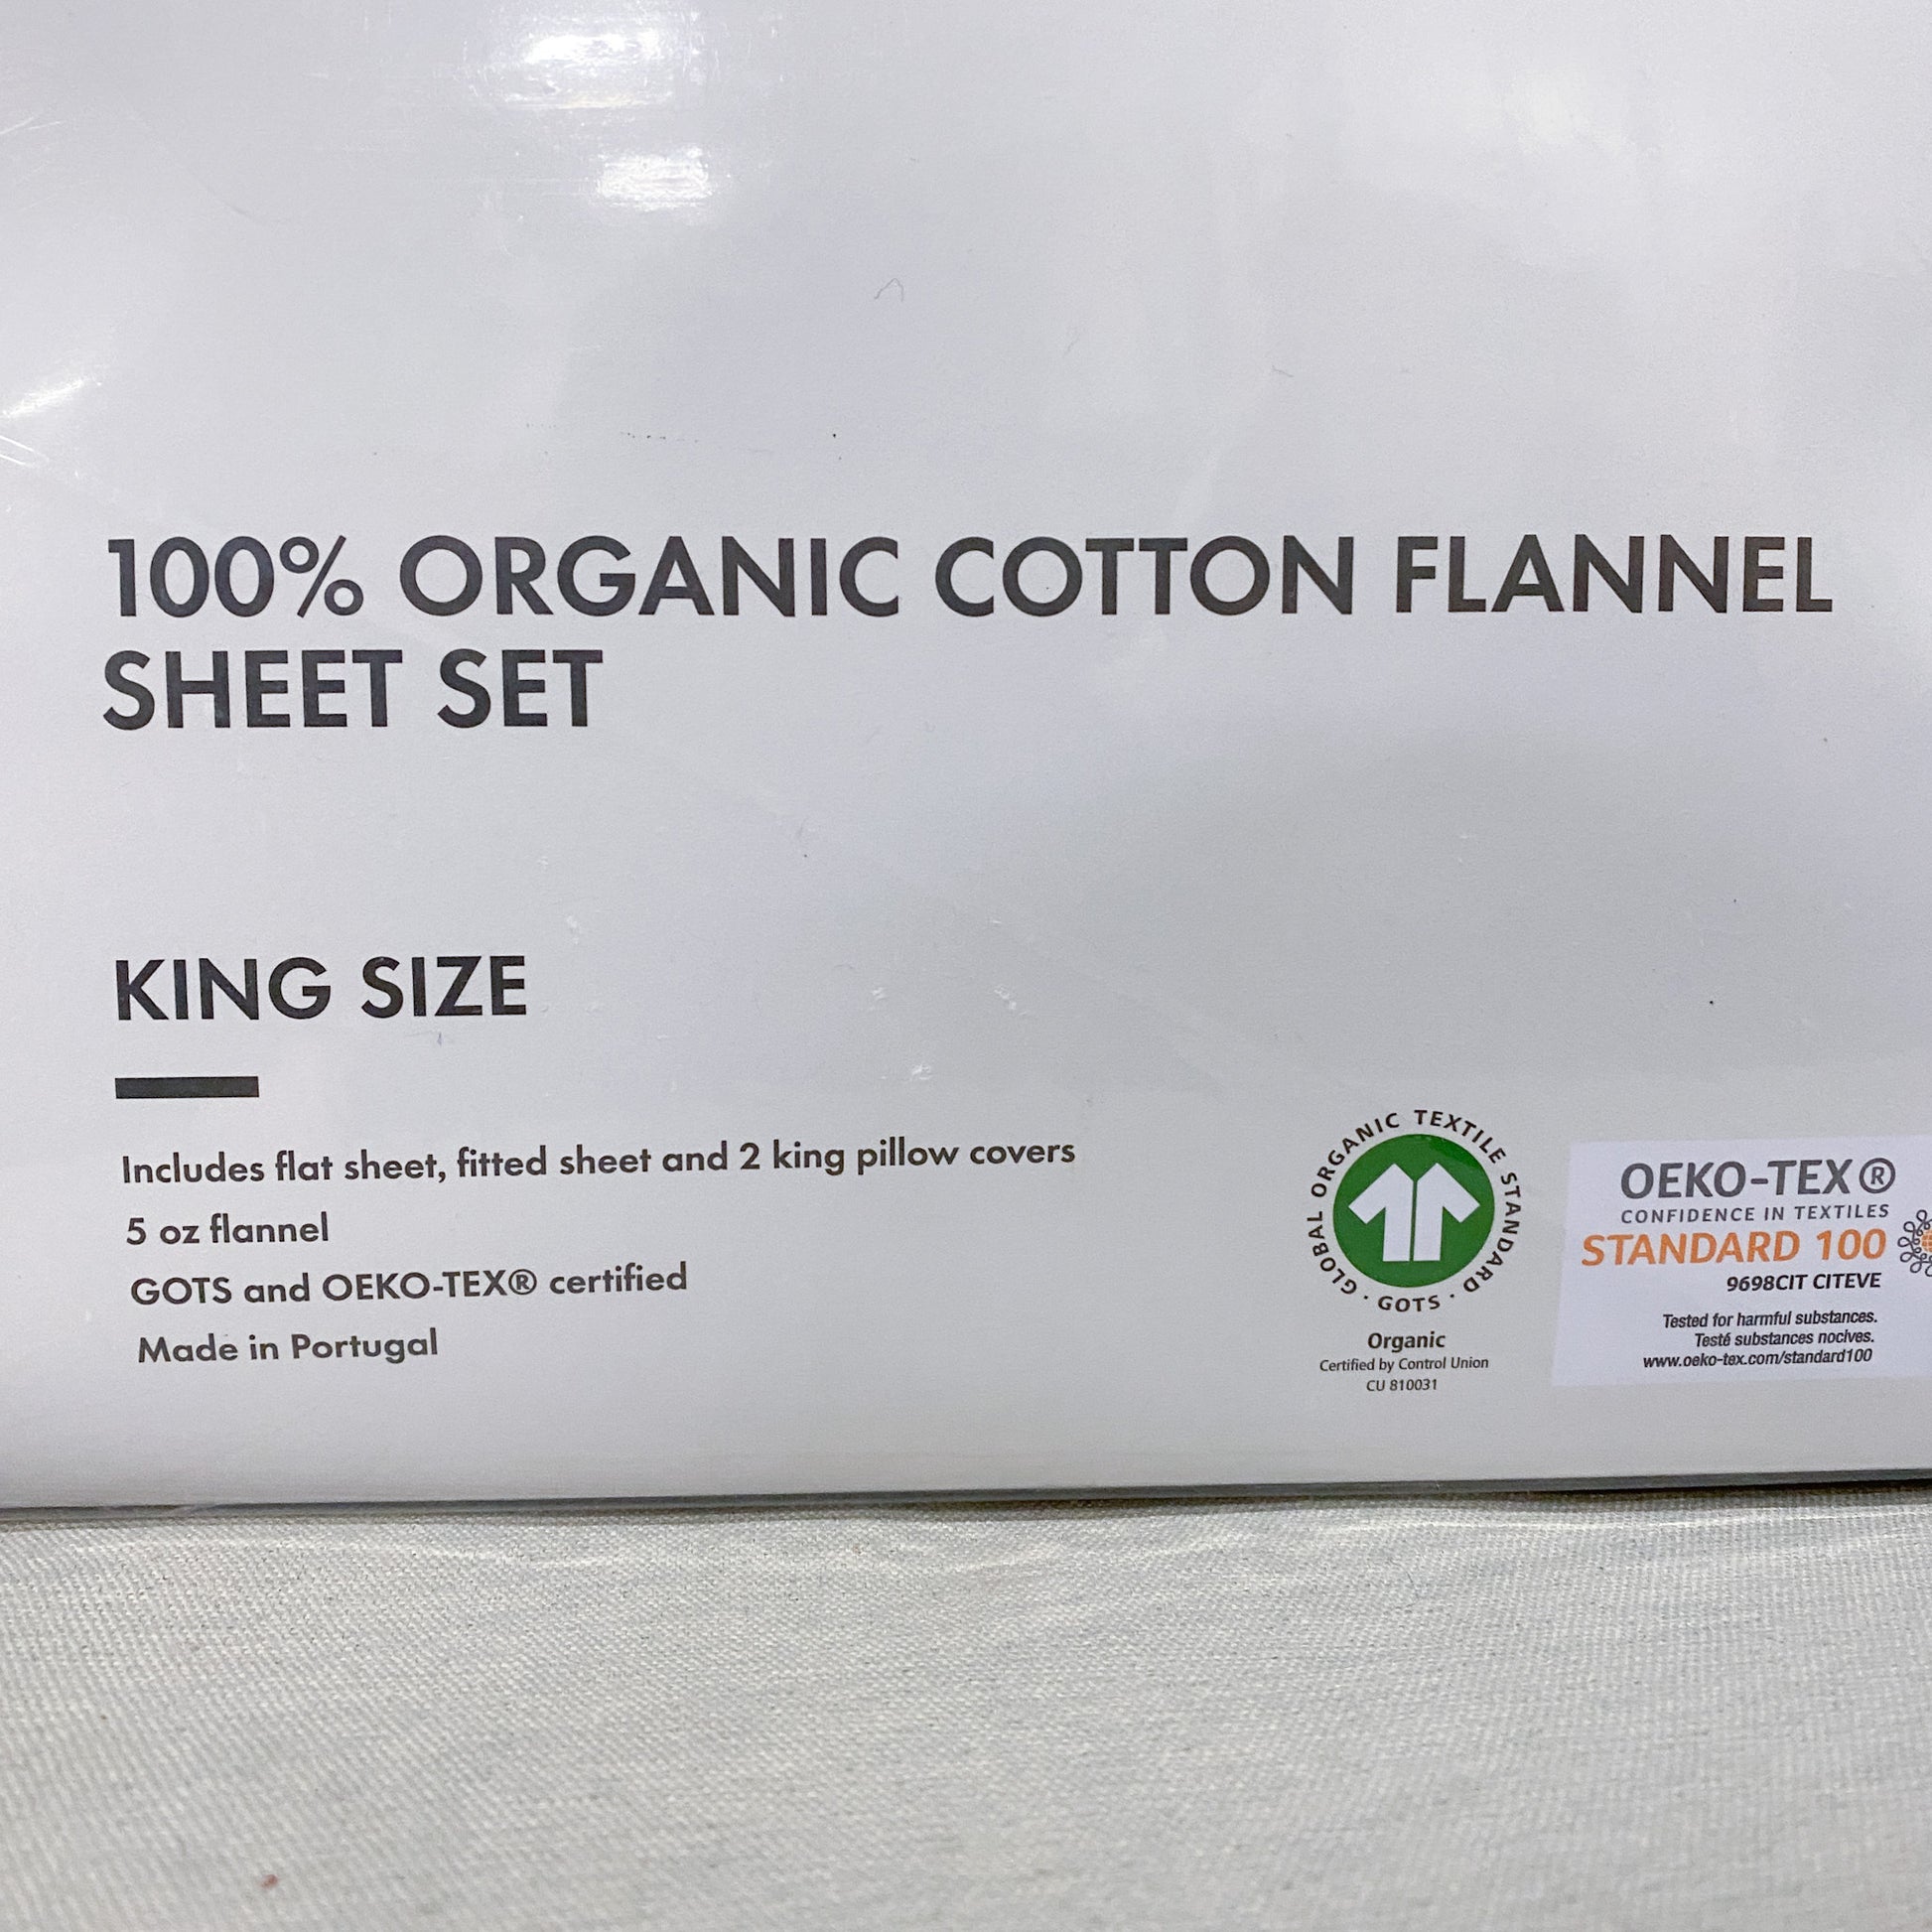 100% ORGANIC COTTON FLANNEL
SHEET SET
KING SIZE
Includes flat sheet, fitted sheet and 2 king pillow covers
5 oz flannel
GOTS and OEKO-TEX® certified
Made in Portugal
GLOBAL ORGANIC TEXTILE STANDARD · GOTS ·
Organic
Certified by Control Union
CU 810031
OEKO-TEX®
CONFIDENCE IN TEXTILES
STANDARD 100
9698CIT CITEVE
Tested for harmful substances.
Testé substances nocives.
www.oeko-tex.com/standard100